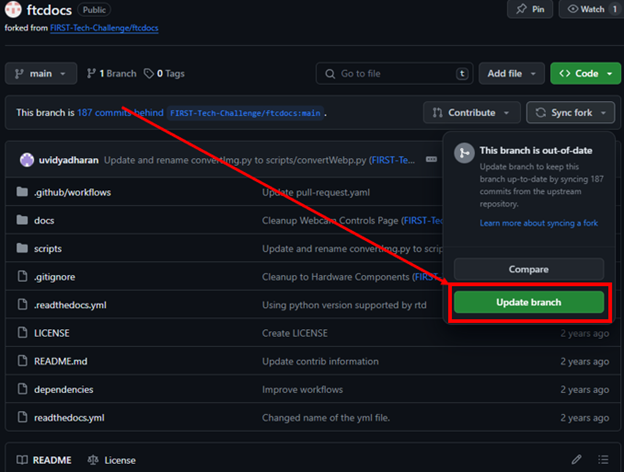 ftcdocs Public Pin Watch 1
forked from FIRST-Tech-Challenge/ftcdocs
main 1 Branch 0 Tags Go to file t Add file Code
This branch is 187 commits behind FIRST-Tech-Challenge/ftcdocs:main . Contribute Sync fork
uvidyadharan Update and rename convertImg.py to scripts/convertWebp.py (FIRST-Te...
This branch is out-of-date
Update branch to keep this
branch up-to-date by syncing 187
commits from the upstream
repository.
Learn more about syncing a fork
Compare
Update branch
.github/workflows Update pull-request.yaml
docs Cleanup Webcam Controls Page (FIRST-Tec
scripts Update and rename convertImg.py to scrip
.gitignore Cleanup to Hardware Components (FIRST-
.readthedocs.yml Using python version supported by rtd
LICENSE Create LICENSE 2 years ago
README.md Update contrib information 2 years ago
dependencies Improve workflows 2 years ago
readthedocs.yml Changed name of the yml file. 2 years ago
README License